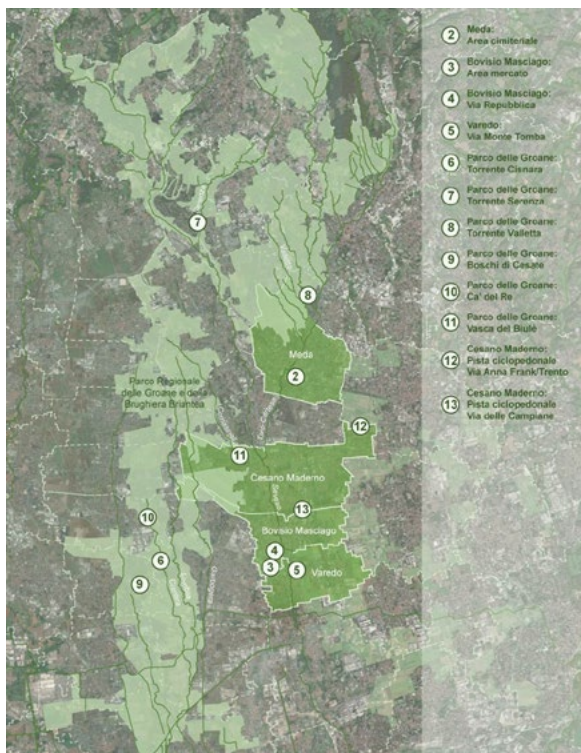 2 Meda:
Area cimiteriale
3 Bovisio Masciago:
Area mercato
4 Bovisio Masciago:
Via Repubblica
5 Varedo:
Via Monte Tomba
6 Parco delle Groane:
Torrente Cisnara
7 Parco delle Groane:
Torrente Serenza
8 Parco delle Groane:
Torrente Valletta
9 Parco delle Groane:
Boschi di Cesate
10 Parco delle Groane:
Ca' del Re
11 Parco delle Groane:
Vasca del Biulè
12 Cesano Maderno:
Pista ciclopedonale
Via Anna Frank/Trento
13 Cesano Maderno:
Pista ciclopedonale
Via delle Campiane
7
8
Meda
2
Parco Regionale
delle Groane e della
Brughiera Briantea
12
11
Cesano Maderno
13
10
Bovisio Masciago
4
6
3
5
Varedo
9